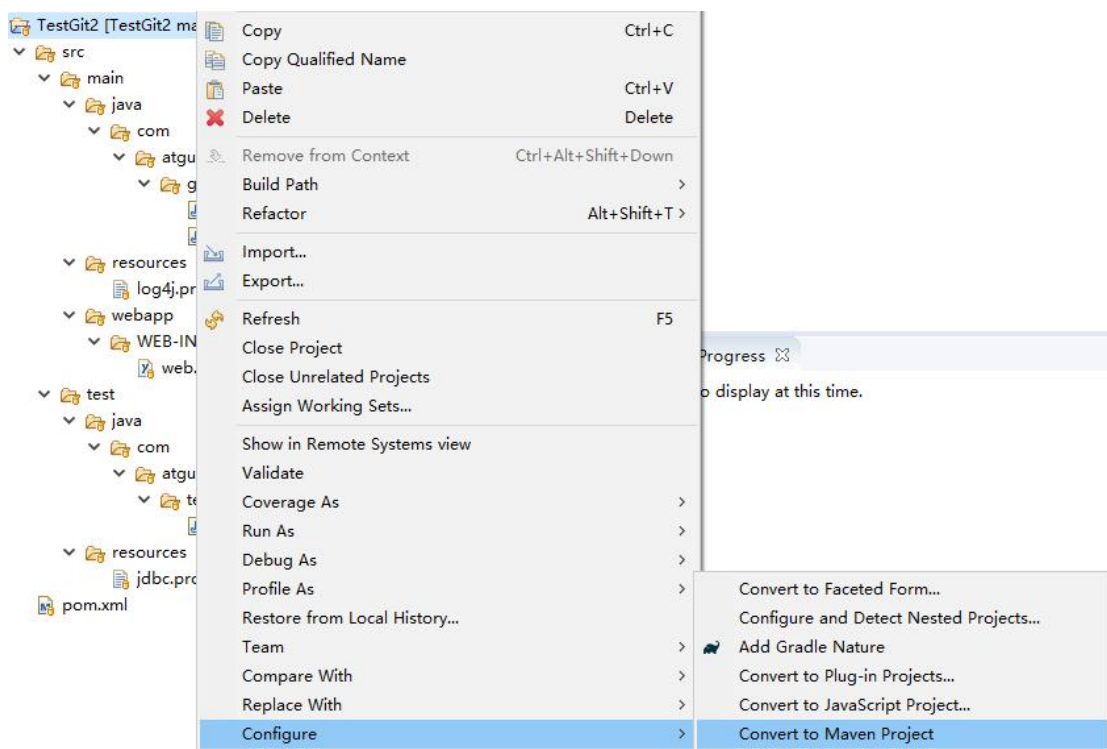 TestGit2 [TestGit2 ma
src
main
java
com
atgu
g
resources
log4j.pr
webapp
WEB-IN
web.
test
java
com
atgu
te
resources
jdbc.pro
pom.xml
Copy Ctrl+C
Copy Qualified Name
Paste Ctrl+V
Delete Delete
Remove from Context Ctrl+Alt+Shift+Down
Build Path
Refactor Alt+Shift+T
Import...
Export...
Refresh F5
Close Project
Close Unrelated Projects
Assign Working Sets...
Show in Remote Systems view
Validate
Coverage As
Run As
Debug As
Profile As
Restore from Local History...
Team
Compare With
Replace With
Configure
Progress
o display at this time.
Convert to Faceted Form...
Configure and Detect Nested Projects...
Add Gradle Nature
Convert to Plug-in Projects...
Convert to JavaScript Project...
Convert to Maven Project